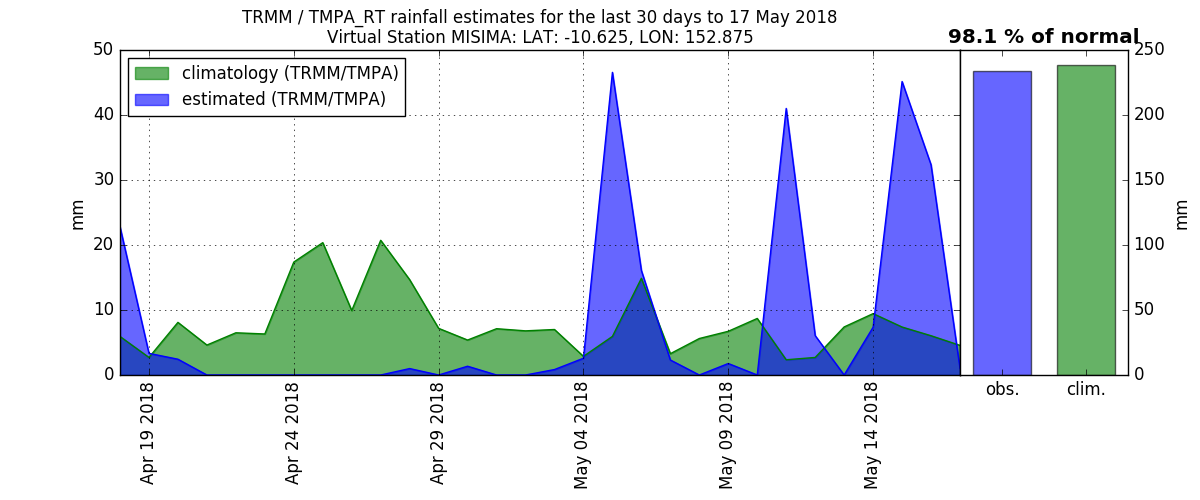 TRMM / TMPA_RT rainfall estimates for the last 30 days to 17 May 2018
Virtual Station MISIMA: LAT: -10.625, LON: 152.875
98.1 % of normal
climatology (TRMM/TMPA)
estimated (TRMM/TMPA)
mm
50
40
30
20
10
0
Apr 19 2018
Apr 24 2018
Apr 29 2018
May 04 2018
May 09 2018
May 14 2018
250
200
150
100
50
0
mm
obs.
clim.